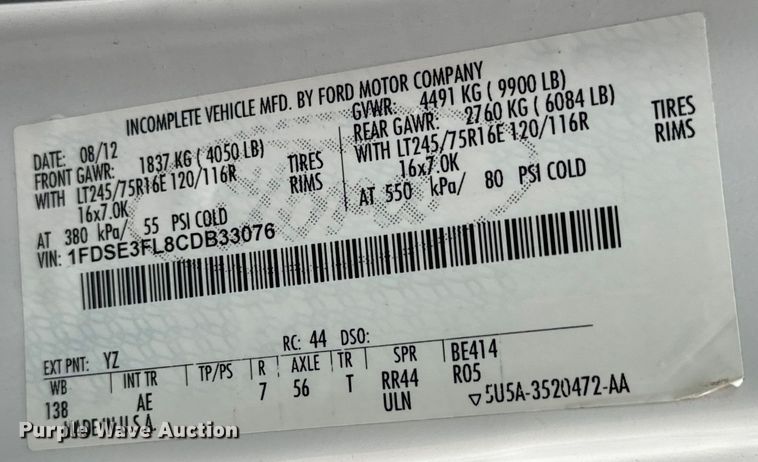 INCOMPLETE VEHICLE MFD. BY FORD MOTOR COMPANY
DATE: 08/12
GVWR: 4491 KG ( 9900 LB)
FRONT GAWR: 1837 KG ( 4050 LB)
REAR GAWR: 2760 KG ( 6084 LB)
WITH LT245/75R16E 120/116R TIRES
WITH LT245/75R16E 120/116R TIRES
16x7.0K RIMS
16x7.0K RIMS
AT 380 kPa/ 55 PSI COLD
AT 550 kPa/ 80 PSI COLD
VIN: 1FDSE3FL8CDB33076
Ford
RC: 44 DSO:
EXT PNT: YZ
WB INT TR TP/PS R AXLE TR SPR BE414
138 AE 7 56 T RR44 R05
ULN
MADE IN U.S.A.
▽5U5A-3520472-AA
Purple Wave Auction